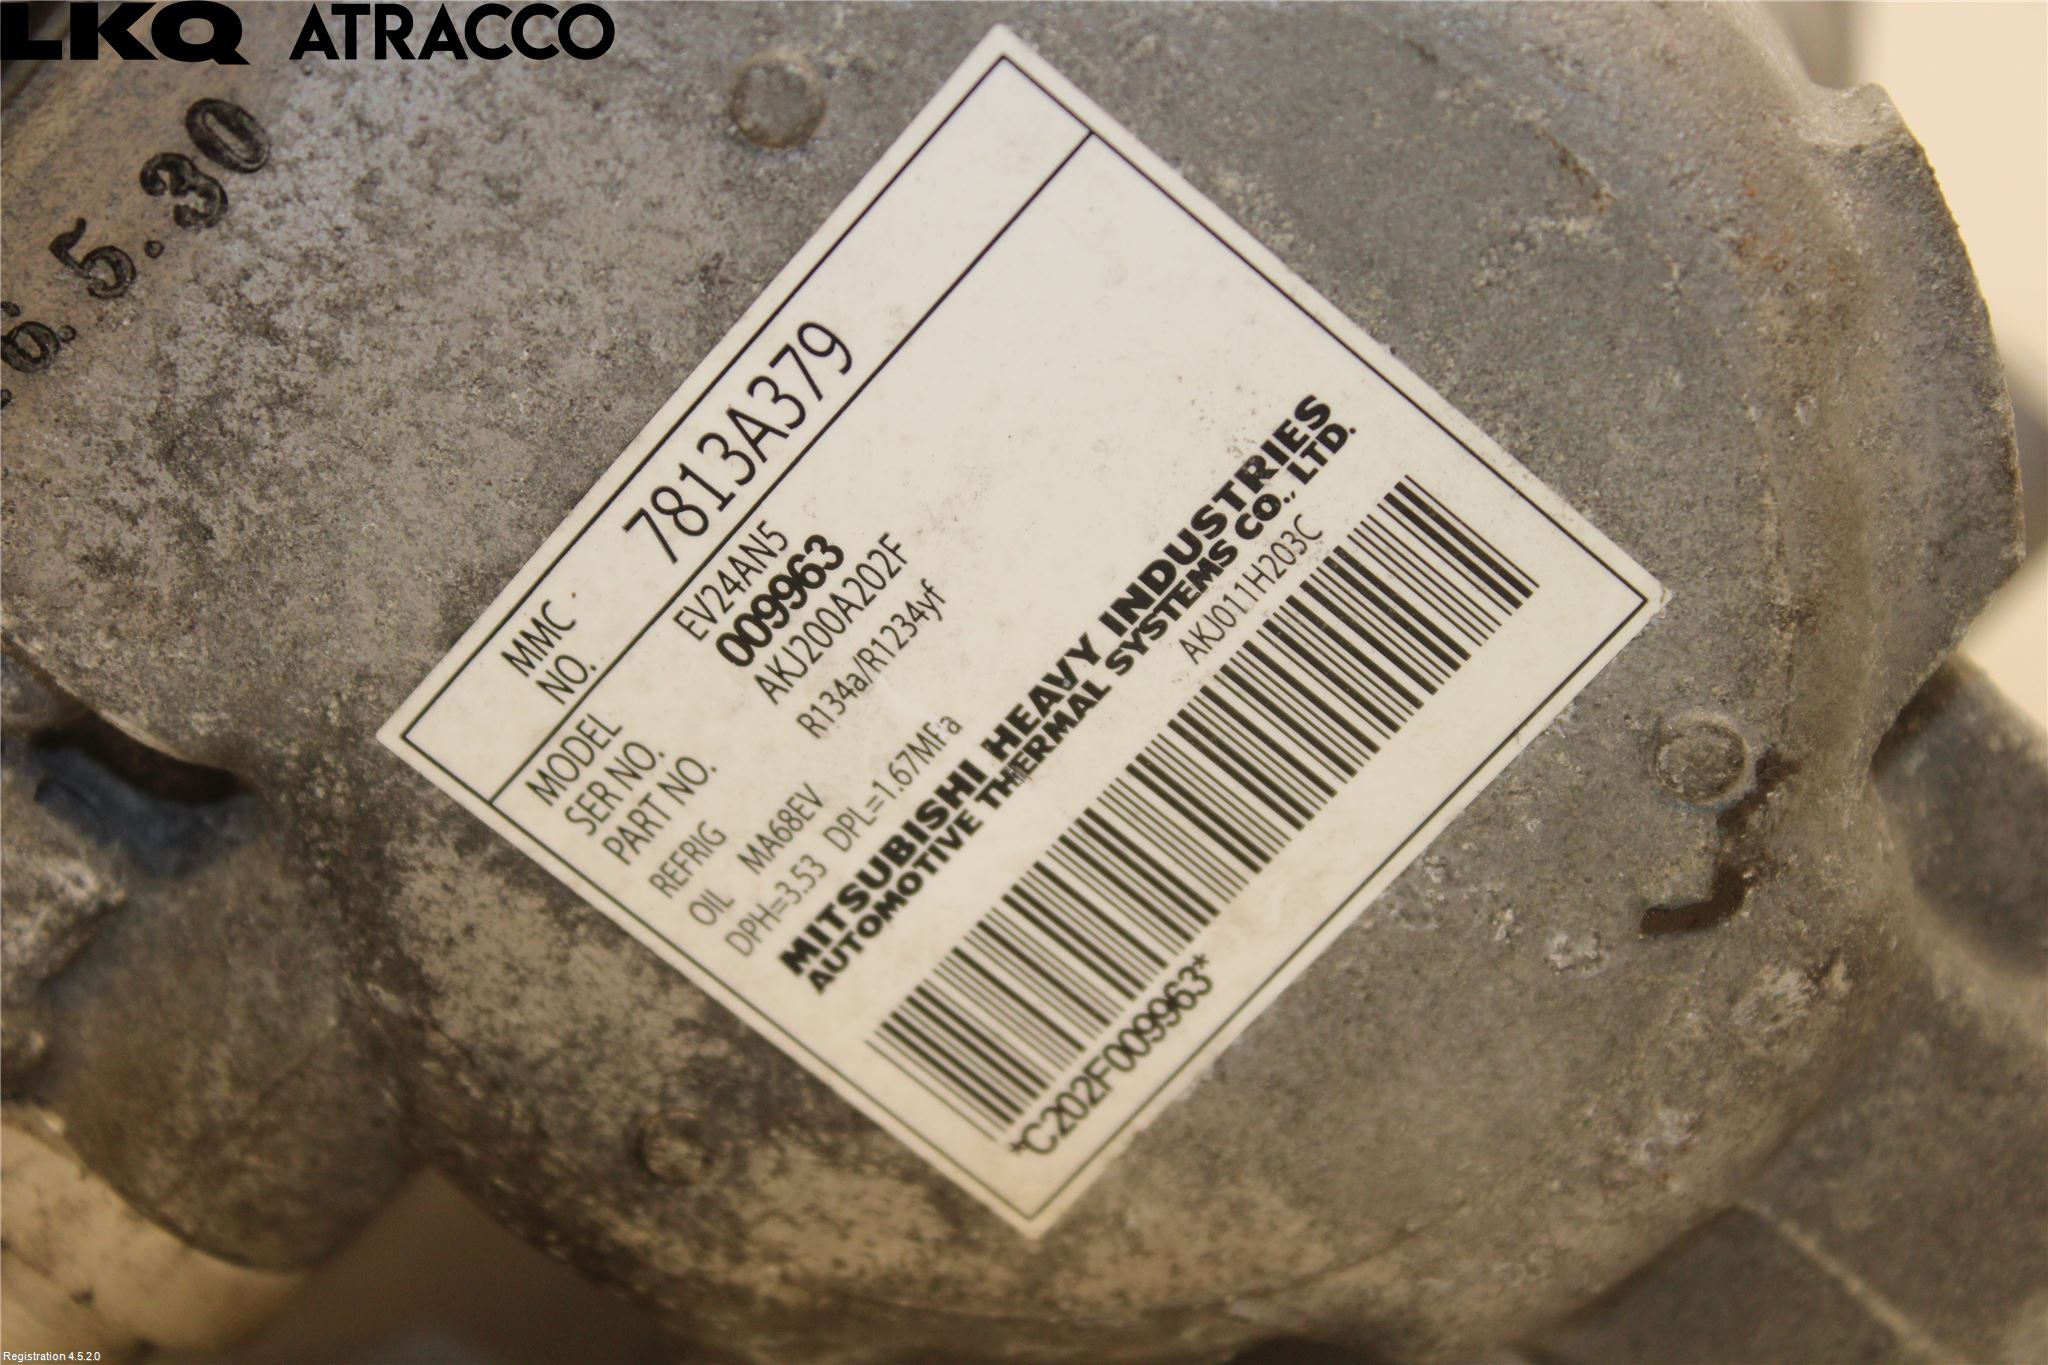 LKQ ATRACCO
6. 5.30
MMC NO. 7813A379
MODEL EV24AN5
SER NO. 009963
PART NO. AKJ200A202F
REFRIG R134a/R1234yf
OIL MA68EV
DPH=3.53 DPL=1.67MPa
MITSUBISHI HEAVY INDUSTRIES
AUTOMOTIVE THERMAL SYSTEMS CO., LTD.
AKJ011H203C
*C202F009963*
Registration 4.5.2.0